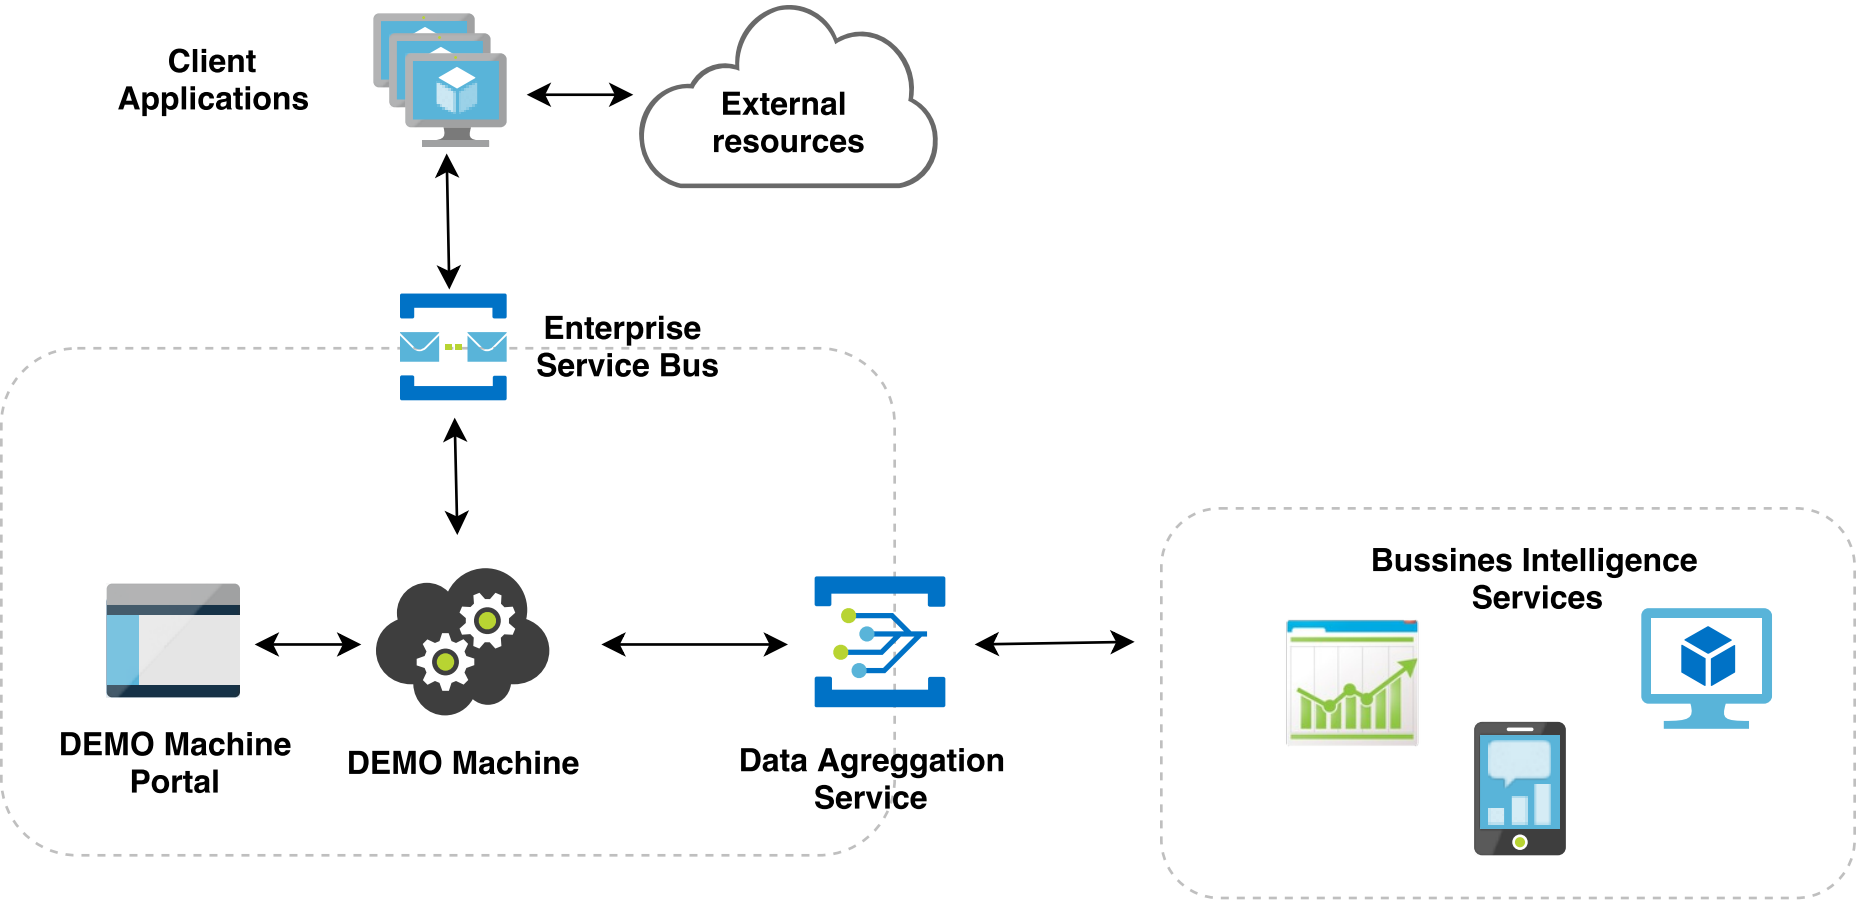 Client
Applications
External
resources
Enterprise
Service Bus
Bussines Intelligence
Services
DEMO Machine
Portal
DEMO Machine
Data Agreggation
Service